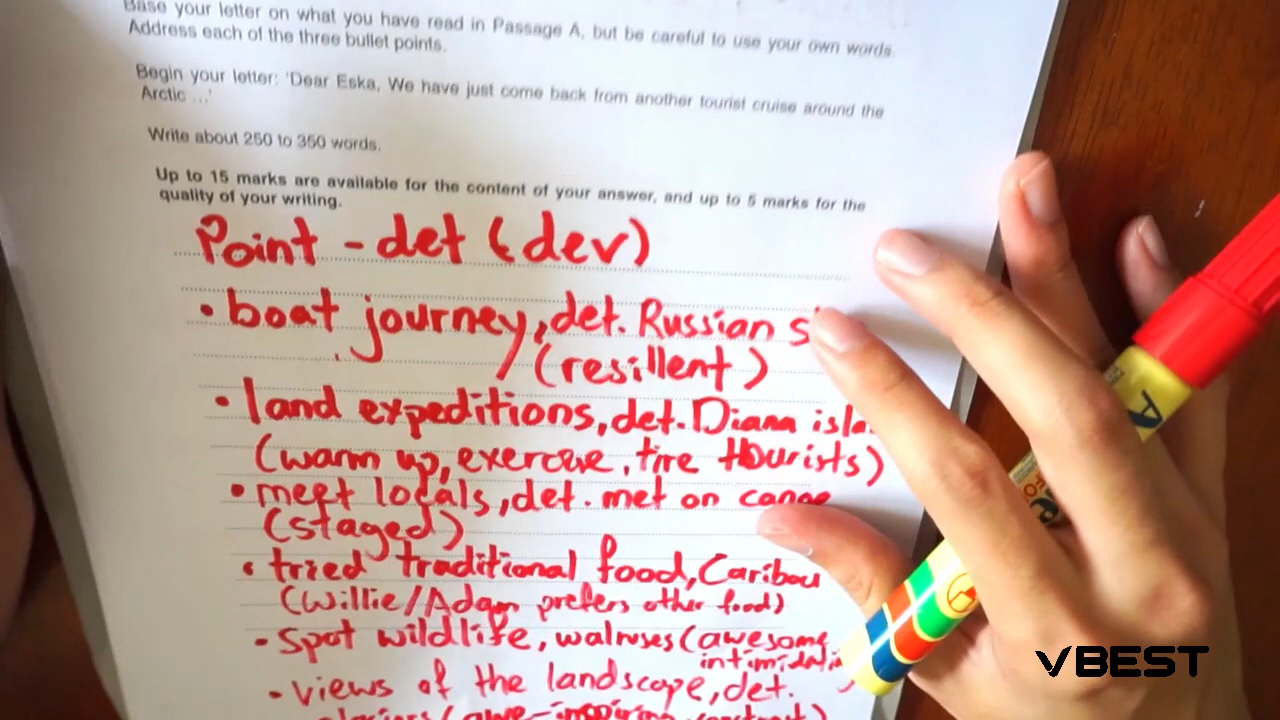 Base your letter on what you have read in Passage A, but be careful to use your own words.
Address each of the three bullet points.
Begin your letter: 'Dear Eska, We have just come back from another tourist cruise around the
Arctic ...'
Write about 250 to 350 words.
Up to 15 marks are available for the content of your answer, and up to 5 marks for the
quality of your writing.
Point - det (dev)
• boat journey, det. Russian
(resillent)
• land expeditions, det. Diana
(warm up, exercise, tire tourists)
• meet locals, det. met on canoe
(staged)
• tried traditional food, Caribou
(Willie/Adam prefers other food)
• Spot wildlife, walruses (awesome,
• views of the landscape, det.
VBEST